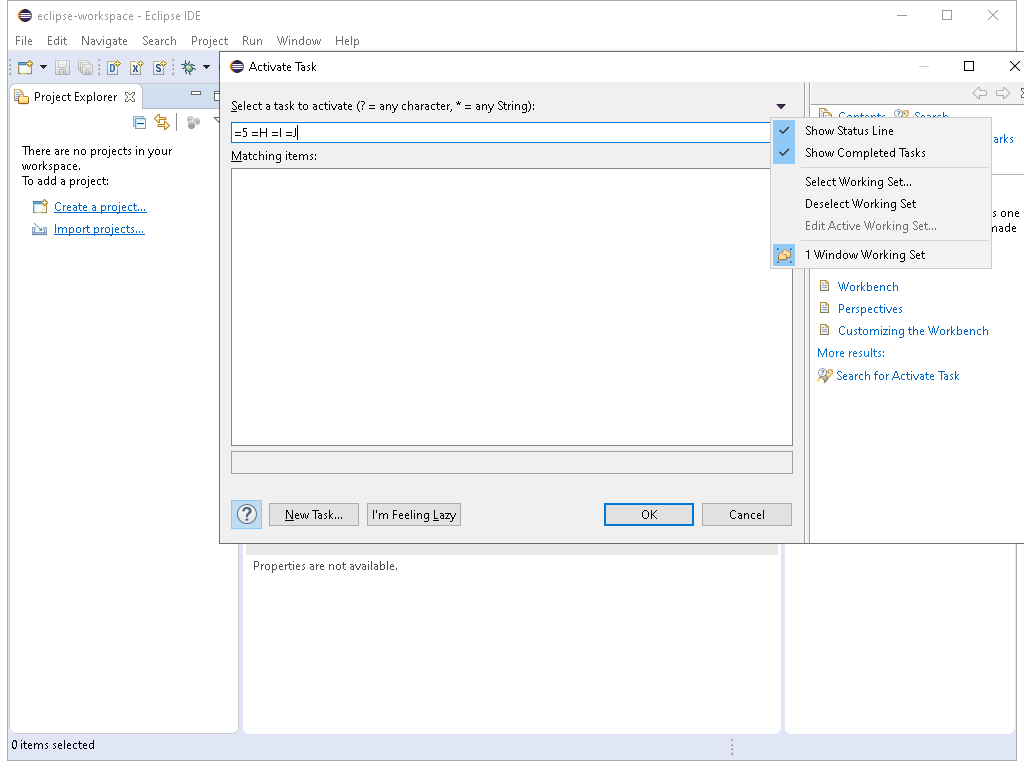 eclipse-workspace - Eclipse IDE
File Edit Navigate Search Project Run Window Help
Activate Task
Project Explorer
There are no projects in your
workspace.
To add a project:
Create a project...
Import projects...
Select a task to activate (? = any character, * = any String):
=5 =H =I =J
Matching items:
Contents Search
Show Status Line
Show Completed Tasks
Select Working Set...
Deselect Working Set
Edit Active Working Set...
1 Window Working Set
arks
s one
made
Workbench
Perspectives
Customizing the Workbench
More results:
Search for Activate Task
New Task...
I'm Feeling Lazy
OK
Cancel
Properties are not available.
0 items selected